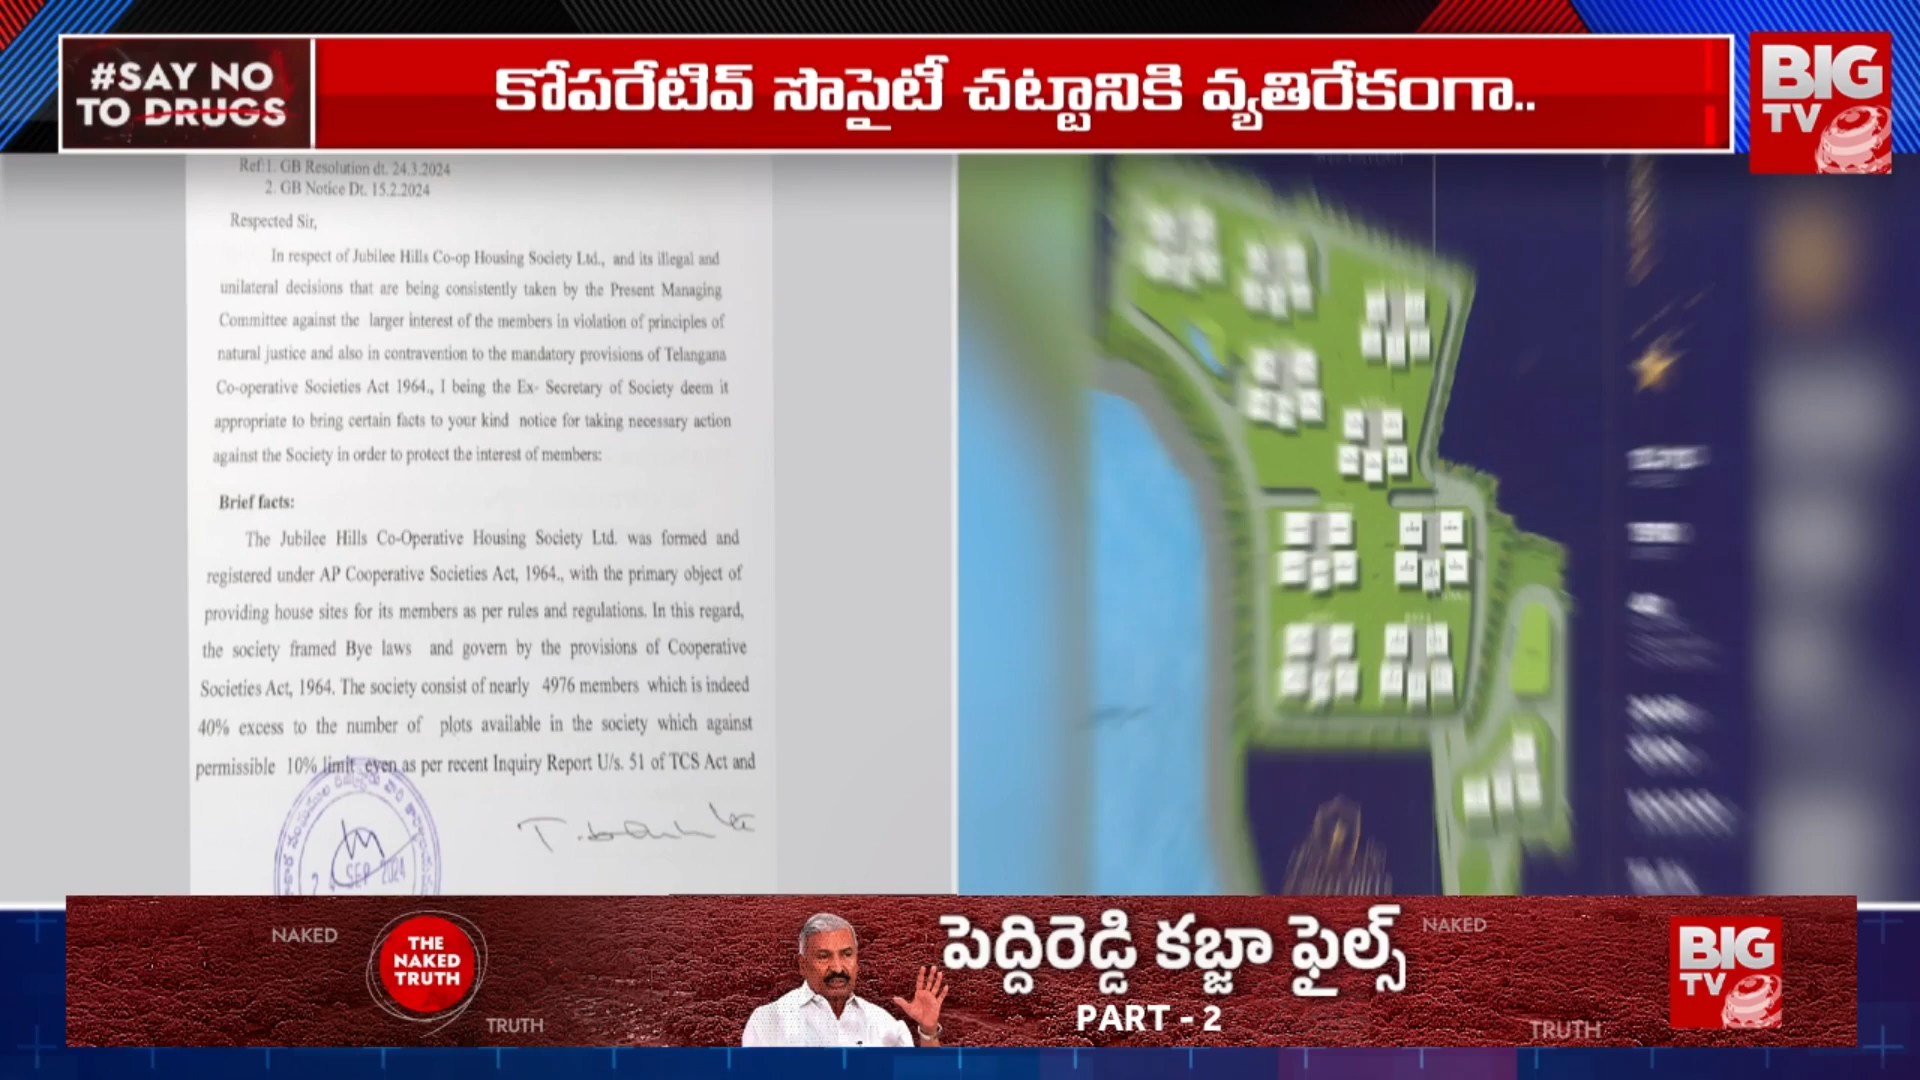 #SAY NO
TO DRUGS
కోపరేటివ్ సొసైటీ చట్టానికి వ్యతిరేకంగా..
BIG
TV
Ref:1. GB Resolution dt. 24.3.2024
2. GB Notice Dt. 15.2.2024
Respected Sir,
In respect of Jubilee Hills Co-op Housing Society Ltd., and its illegal and
unilateral decisions that are being consistently taken by the Present Managing
Committee against the larger interest of the members in violation of principles of
natural justice and also in contravention to the mandatory provisions of Telangana
Co-operative Societies Act 1964., I being the Ex- Secretary of Society deem it
appropriate to bring certain facts to your kind notice for taking necessary action
against the Society in order to protect the interest of members:
Brief facts:
The Jubilee Hills Co-Operative Housing Society Ltd. was formed and
registered under AP Cooperative Societies Act, 1964., with the primary object of
providing house sites for its members as per rules and regulations. In this regard,
the society framed Bye laws and govern by the provisions of Cooperative
Societies Act, 1964. The society consist of nearly 4976 members which is indeed
40% excess to the number of plots available in the society which against
permissible 10% limit even as per recent Inquiry Report U/s. 51 of TCS Act and
SEP 2024
NAKED
THE
NAKED
TRUTH
TRUTH
పెద్దిరెడ్డి కబ్జా ఫైల్స్
PART - 2
NAKED
TRUTH
BIG
TV